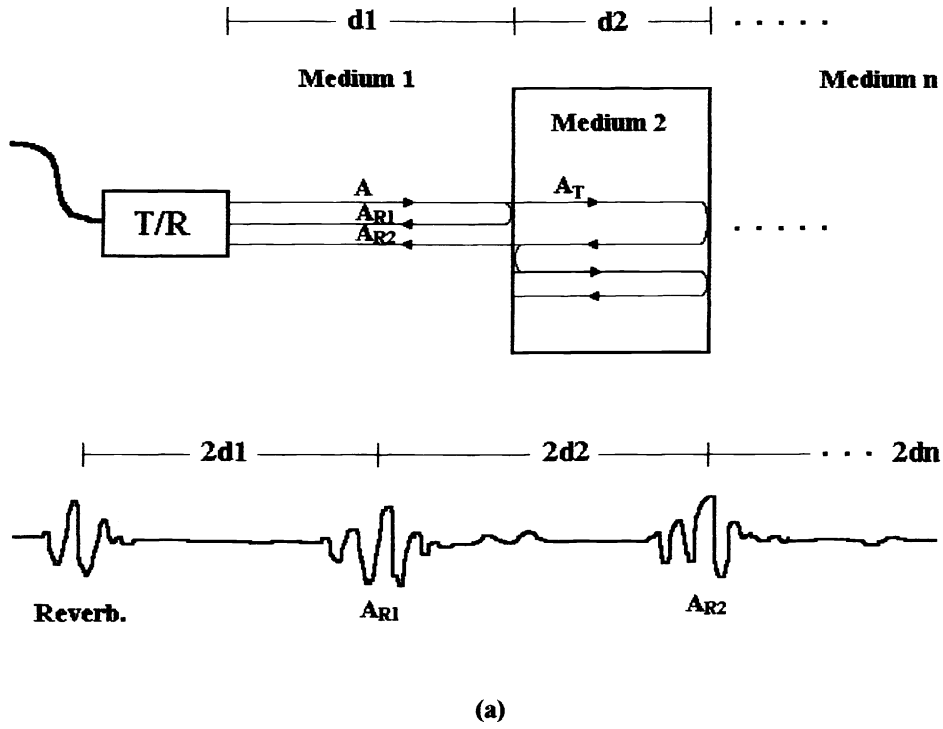 d1 d2 . . . . .
Medium 1 Medium n
Medium 2
A AT
T/R AR1
AR2
. . . . .
2d1 2d2 . . . 2dn
Reverb. AR1 AR2
(a)